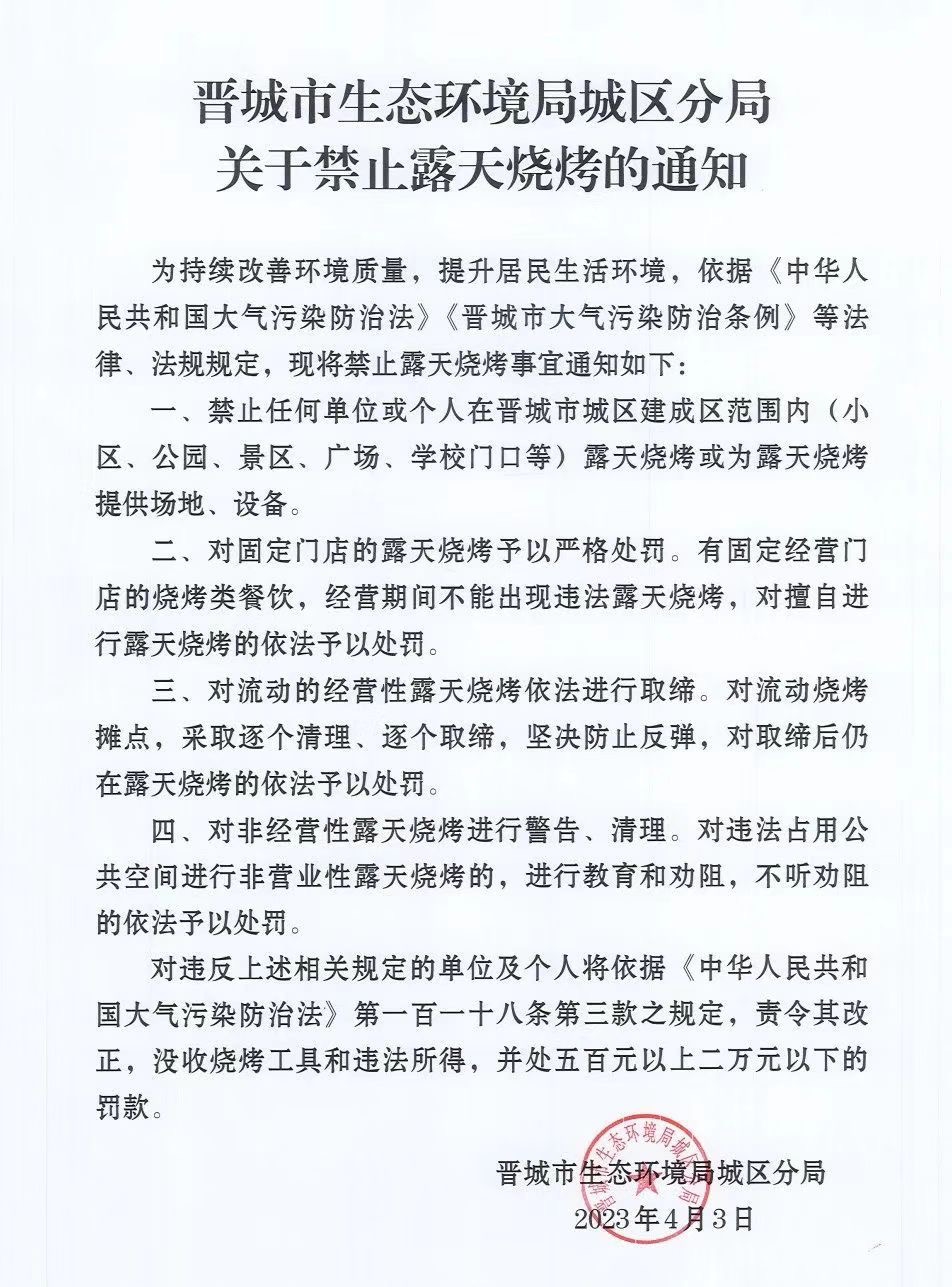 晋城市生态环境局城区分局
关于禁止露天烧烤的通知
为持续改善环境质量，提升居民生活环境，依据《中华人
民共和国大气污染防治法》《晋城市大气污染防治条例》等法
律、法规规定，现将禁止露天烧烤事宜通知如下：
一、禁止任何单位或个人在晋城市城区建成区范围内（小
区、公园、景区、广场、学校门口等）露天烧烤或为露天烧烤
提供场地、设备。
二、对固定门店的露天烧烤予以严格处罚。有固定经营门
店的烧烤类餐饮，经营期间不能出现违法露天烧烤，对擅自进
行露天烧烤的依法予以处罚。
三、对流动的经营性露天烧烤依法进行取缔。对流动烧烤
摊点，采取逐个清理、逐个取缔，坚决防止反弹，对取缔后仍
在露天烧烤的依法予以处罚。
四、对非经营性露天烧烤进行警告、清理。对违法占用公
共空间进行非营业性露天烧烤的，进行教育和劝阻，不听劝阻
的依法予以处罚。
对违反上述相关规定的单位及个人将依据《中华人民共和
国大气污染防治法》第一百一十八条第三款之规定，责令其改
正，没收烧烤工具和违法所得，并处五百元以上二万元以下的
罚款。
晋城市生态环境局城区分局
2023年4月3日
晋城市生态环境局城区分局